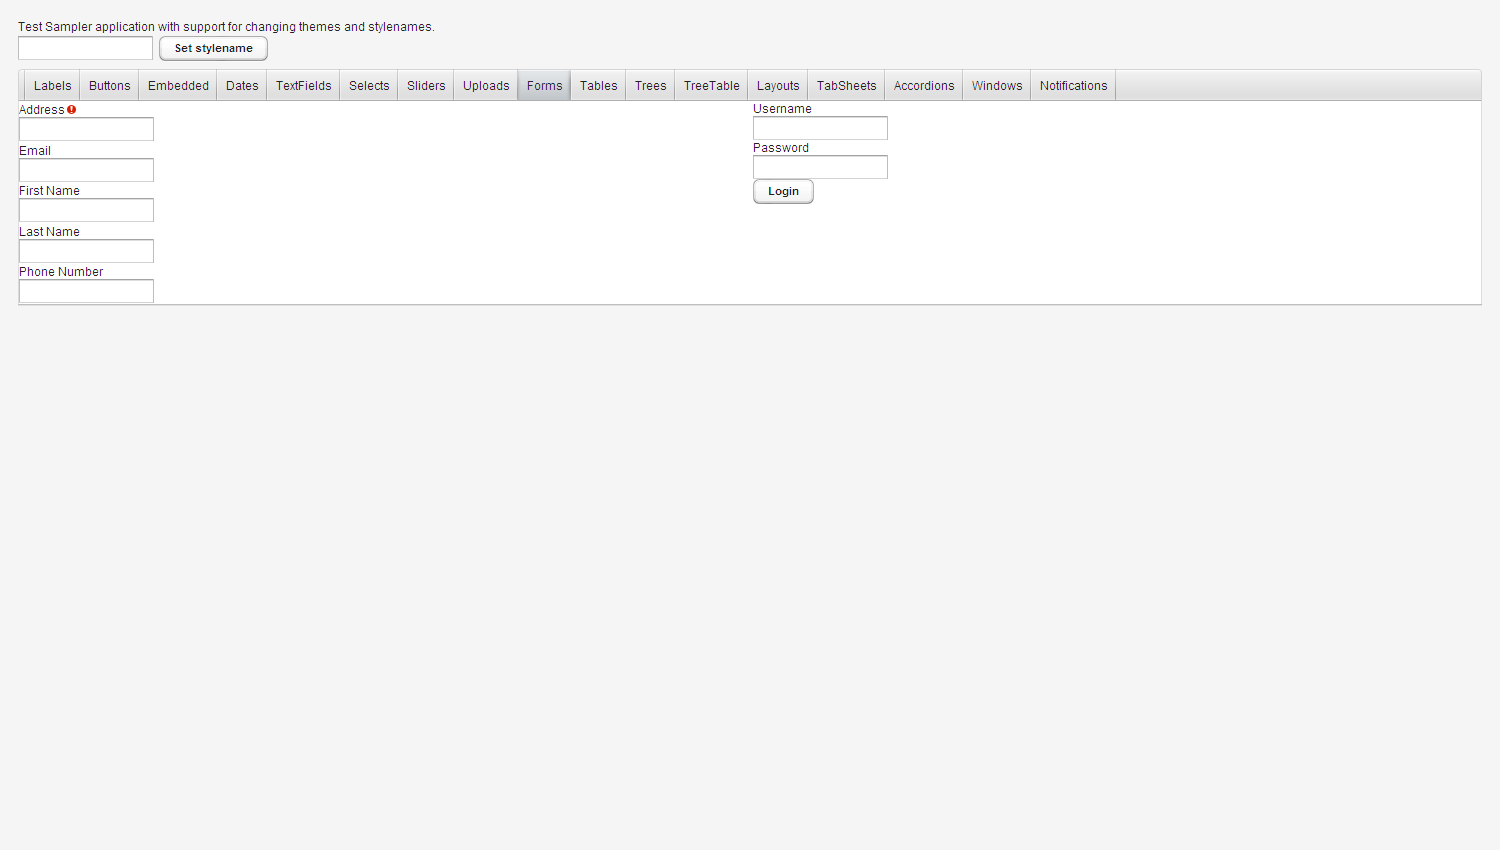 Test Sampler application with support for changing themes and stylenames.
Set stylename
Labels Buttons Embedded Dates TextFields Selects Sliders Uploads Forms Tables Trees TreeTable Layouts TabSheets Accordions Windows Notifications
Address
Email
First Name
Last Name
Phone Number
Username
Password
Login